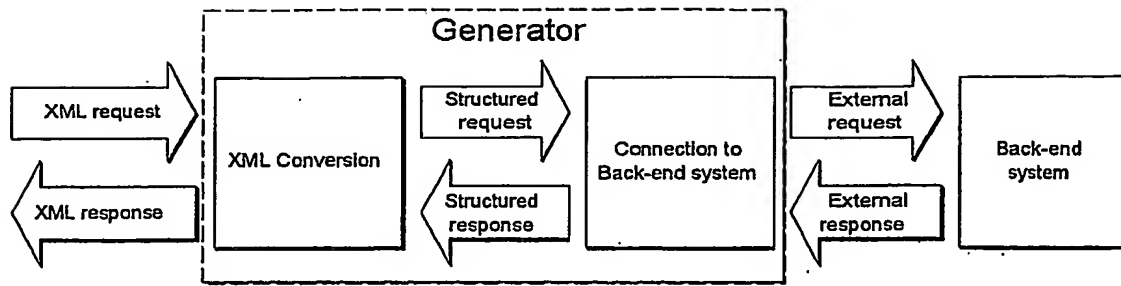 Generator
XML request
XML Conversion
Structured
request
Connection to
Back-end system
External
request
Back-end
system
XML response
Structured
response
External
response